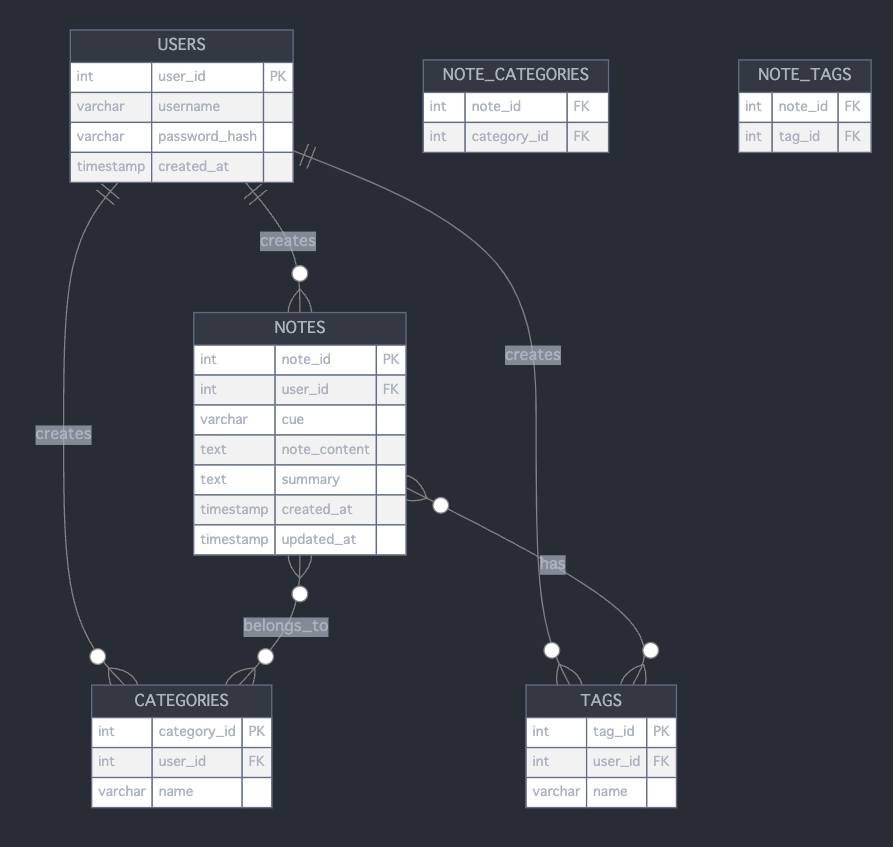 USERS
int user_id PK
varchar username
varchar password_hash
timestamp created_at
NOTE_CATEGORIES
int note_id FK
int category_id FK
NOTE_TAGS
int note_id FK
int tag_id FK
creates
NOTES
int note_id PK
int user_id FK
varchar cue
text note_content
text summary
timestamp created_at
timestamp updated_at
creates
creates
has
belongs_to
CATEGORIES
int category_id PK
int user_id FK
varchar name
TAGS
int tag_id PK
int user_id FK
varchar name